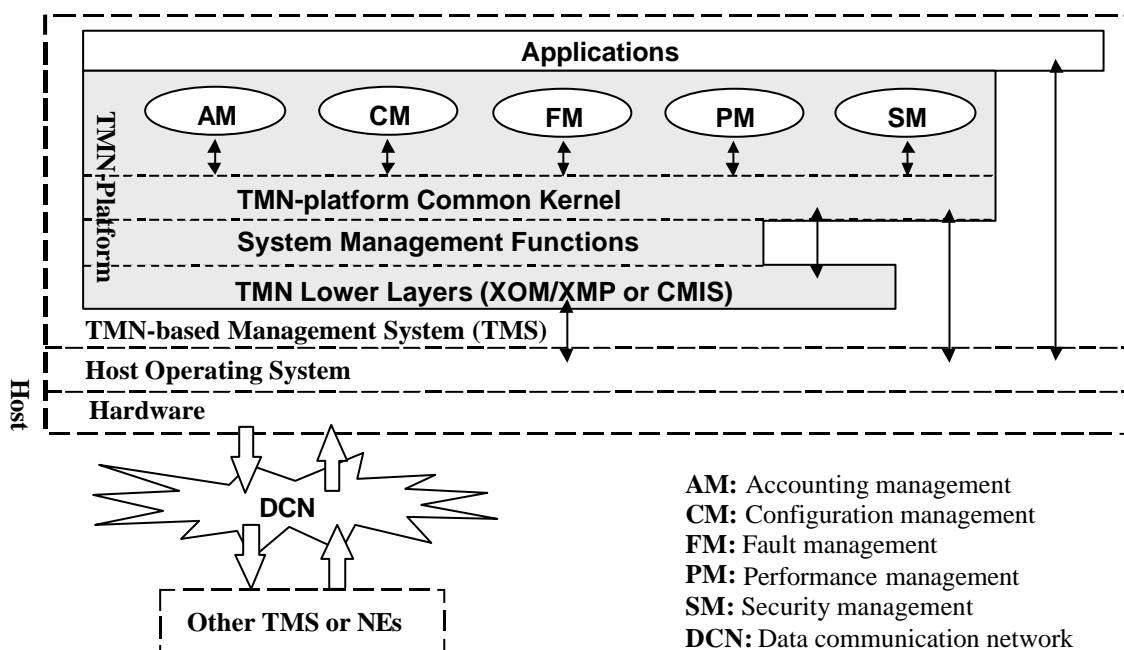 Applications
AM CM FM PM SM
TMN-Platform
TMN-platform Common Kernel
System Management Functions
TMN Lower Layers (XOM/XMP or CMIS)
TMN-based Management System (TMS)
Host Operating System
Host
Hardware
DCN
Other TMS or NEs
AM: Accounting management
CM: Configuration management
FM: Fault management
PM: Performance management
SM: Security management
DCN: Data communication network